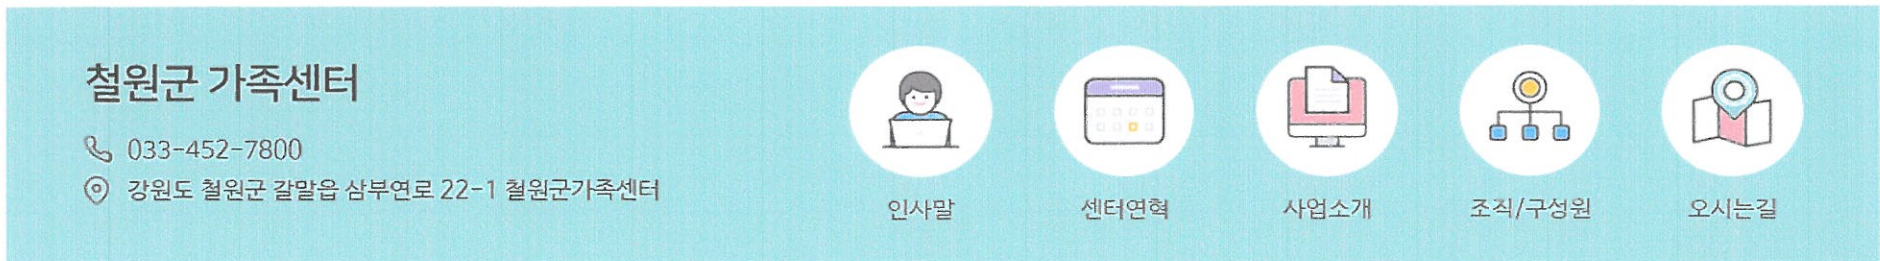 철원군 가족센터
033-452-7800
강원도 철원군 갈말읍 삼부연로 22-1 철원군가족센터
인사말
센터연혁
사업소개
조직/구성원
오시는길